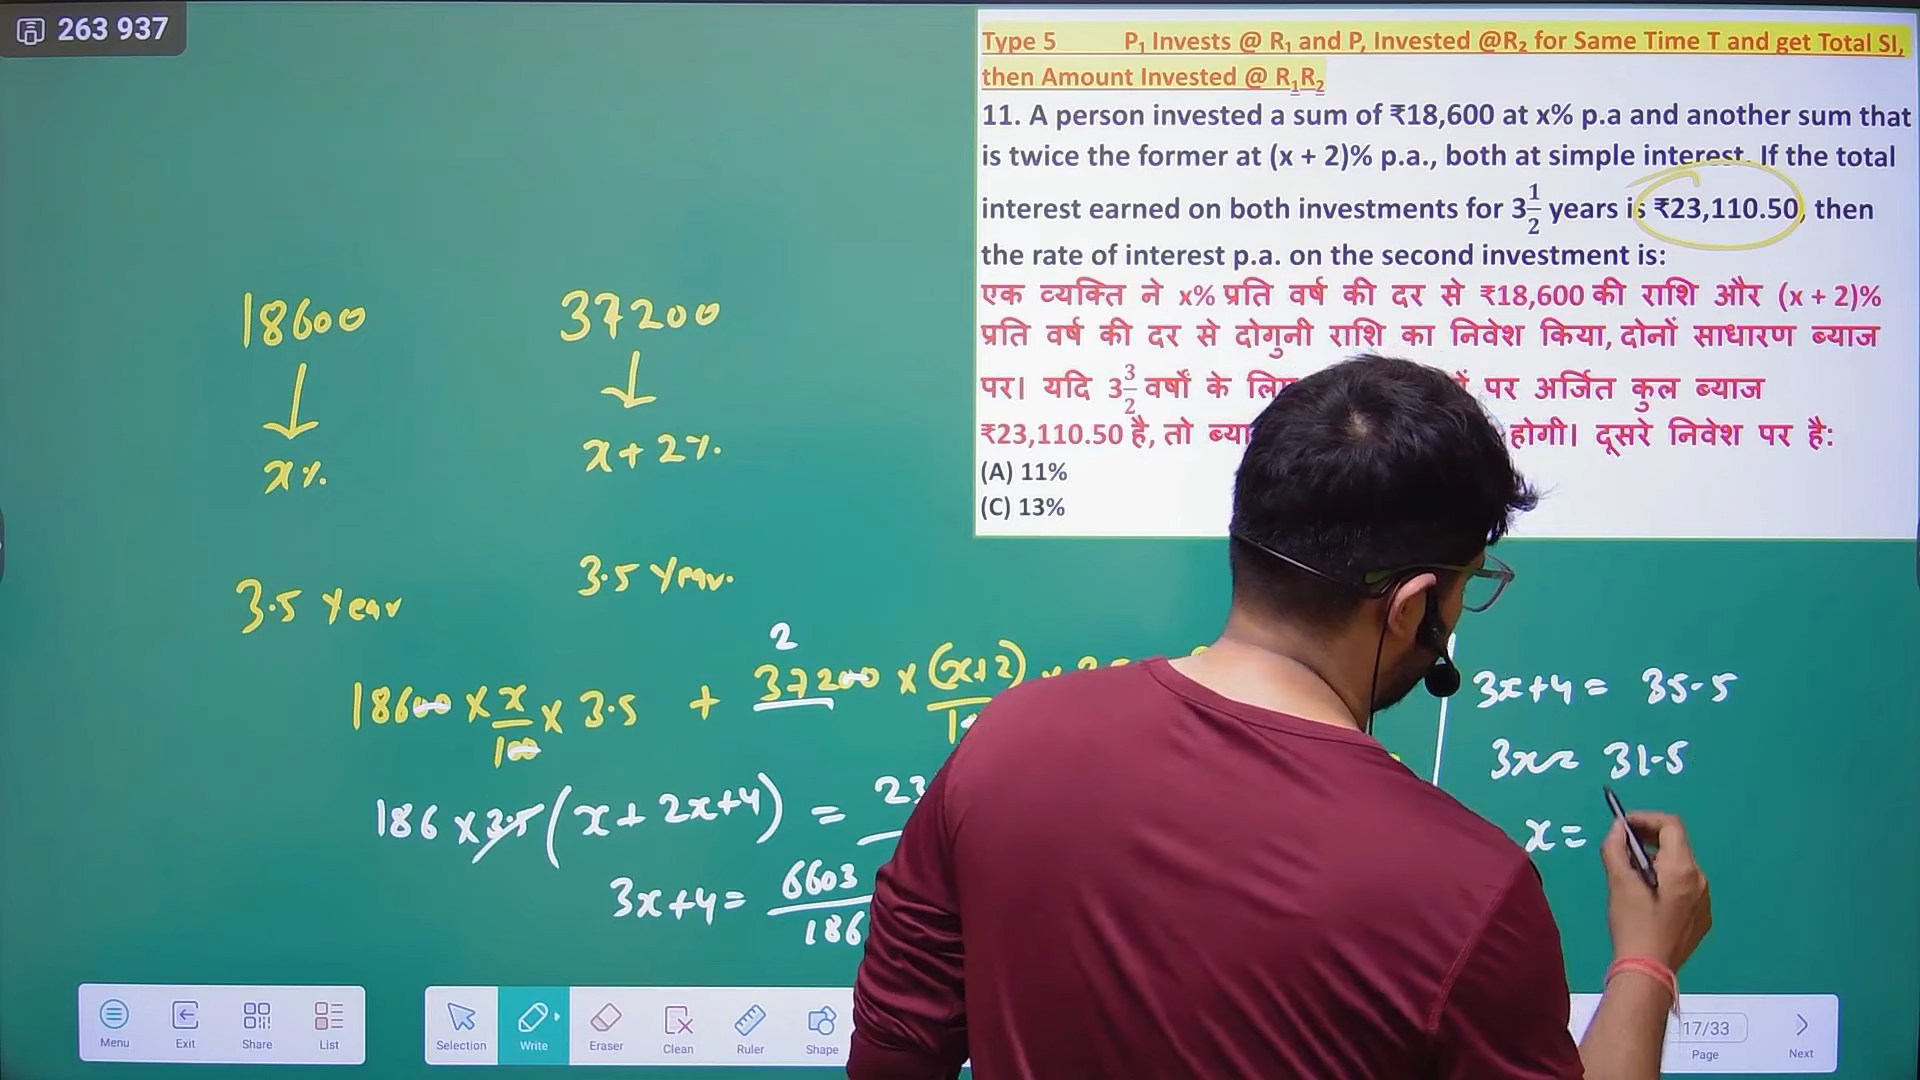 263 937
Type 5 P₁ Invests @ R₁ and P, Invested @R₂ for Same Time T and get Total SI,
then Amount Invested @ R₁R₂
11. A person invested a sum of ₹18,600 at x% p.a and another sum that
is twice the former at (x + 2)% p.a., both at simple interest. If the total
interest earned on both investments for 3 1/2 years is ₹23,110.50, then
the rate of interest p.a. on the second investment is:
एक व्यक्ति ने x% प्रति वर्ष की दर से ₹18,600 की राशि और (x + 2)%
प्रति वर्ष की दर से दोगुनी राशि का निवेश किया, दोनों साधारण ब्याज
पर। यदि 3 3/2 वर्षों के पर अर्जित कुल ब्याज
₹23,110.50 है, तो होगी। दूसरे निवेश पर है:
(A) 11%
(C) 13%
18600 37200
x% x+2%.
3.5 Year 3.5 Year.
2
18600 × x/100 × 3.5 + 37200 × (x+2)
186 × 3.5 (x + 2x+4) = 23
3x+4 = 6603/186
3x+4 = 35.5
3x = 31.5
x =
Menu Exit Share List Selection Write Eraser Clean Ruler Shape 17/33 Page Next